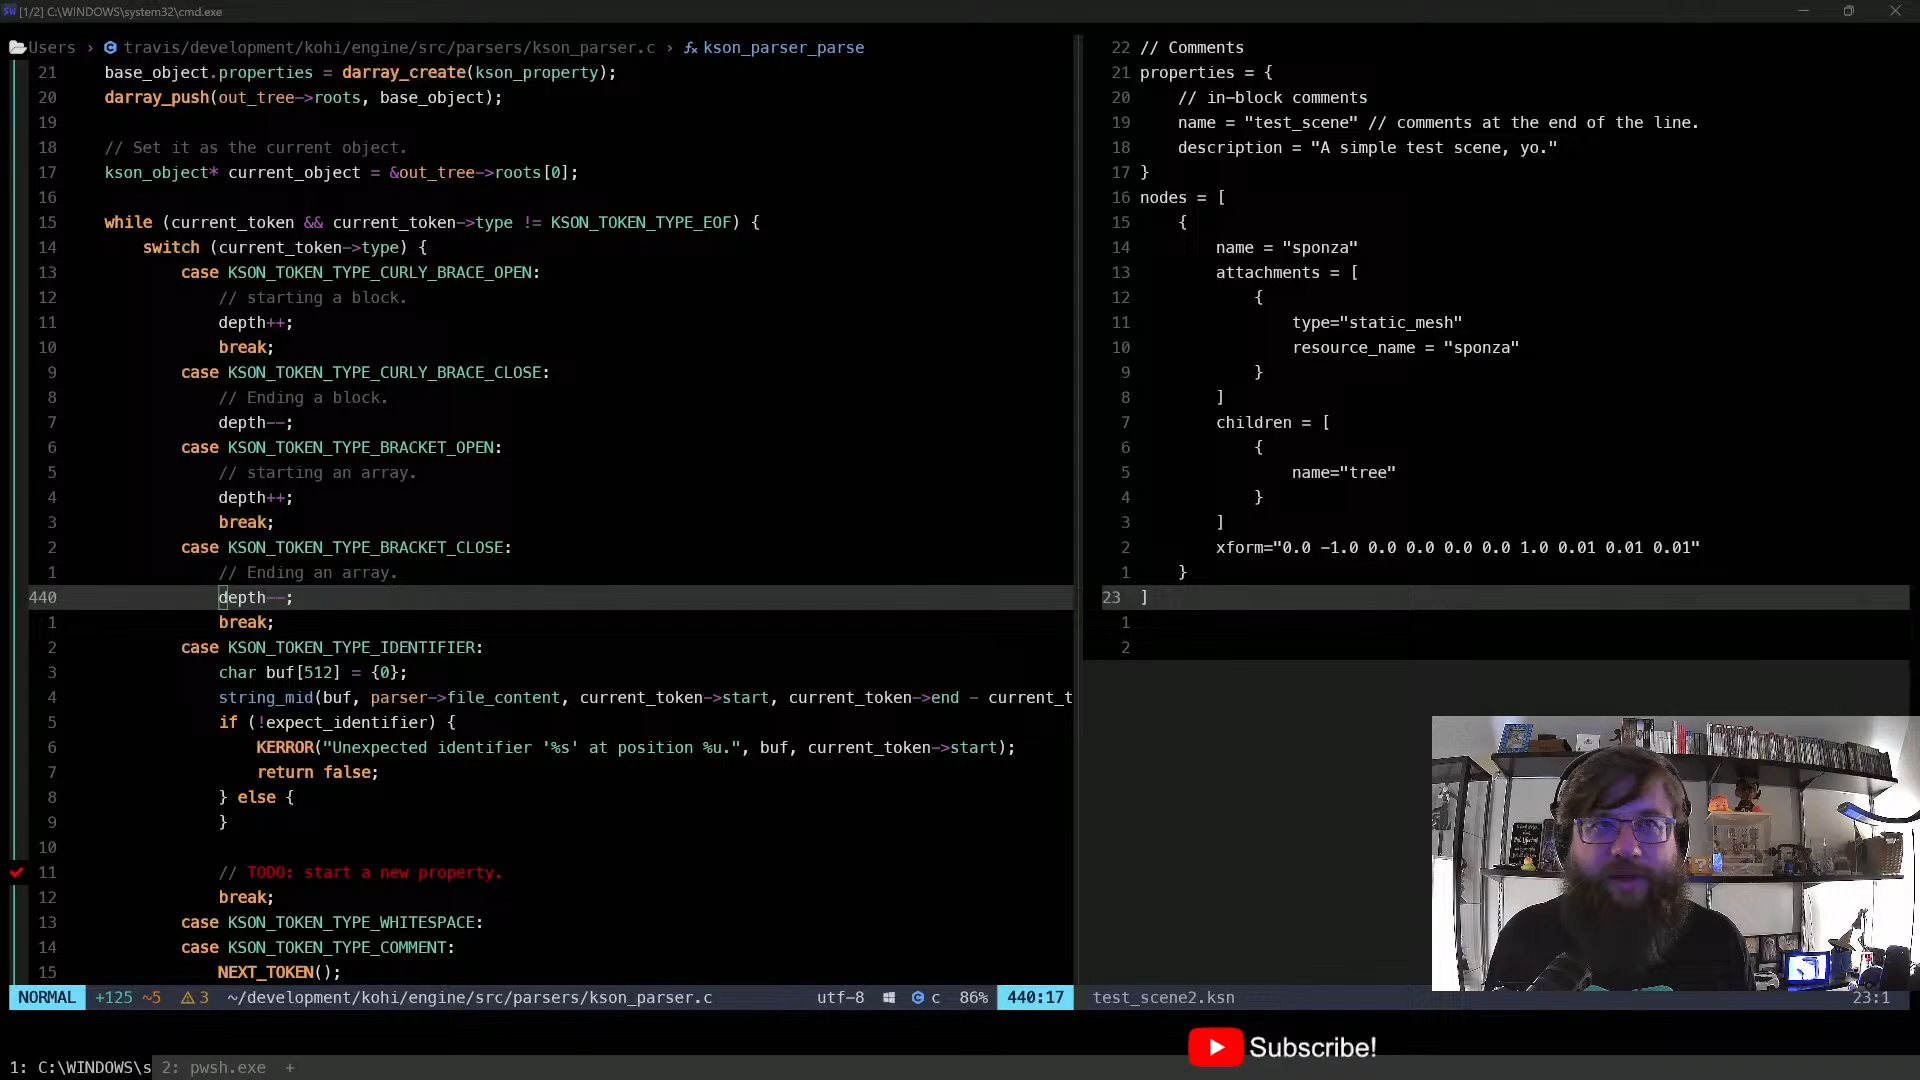 [1/2] C:\WINDOWS\system32\cmd.exe
Users › travis/development/kohi/engine/src/parsers/kson_parser.c › kson_parser_parse
21 base_object.properties = darray_create(kson_property);
20 darray_push(out_tree->roots, base_object);
19
18 // Set it as the current object.
17 kson_object* current_object = &out_tree->roots[0];
16
15 while (current_token && current_token->type != KSON_TOKEN_TYPE_EOF) {
14 switch (current_token->type) {
13 case KSON_TOKEN_TYPE_CURLY_BRACE_OPEN:
12 // starting a block.
11 depth++;
10 break;
9 case KSON_TOKEN_TYPE_CURLY_BRACE_CLOSE:
8 // Ending a block.
7 depth--;
6 case KSON_TOKEN_TYPE_BRACKET_OPEN:
5 // starting an array.
4 depth++;
3 break;
2 case KSON_TOKEN_TYPE_BRACKET_CLOSE:
1 // Ending an array.
440 depth--;
1 break;
2 case KSON_TOKEN_TYPE_IDENTIFIER:
3 char buf[512] = {0};
4 string_mid(buf, parser->file_content, current_token->start, current_token->end - current_t
5 if (!expect_identifier) {
6 KERROR("Unexpected identifier '%s' at position %u.", buf, current_token->start);
7 return false;
8 } else {
9 }
10
11 // TODO: start a new property.
12 break;
13 case KSON_TOKEN_TYPE_WHITESPACE:
14 case KSON_TOKEN_TYPE_COMMENT:
15 NEXT_TOKEN();
NORMAL +125 ~5 3 ~/development/kohi/engine/src/parsers/kson_parser.c utf-8 c 86% 440:17
22 // Comments
21 properties = {
20 // in-block comments
19 name = "test_scene" // comments at the end of the line.
18 description = "A simple test scene, yo."
17 }
16 nodes = [
15 {
14 name = "sponza"
13 attachments = [
12 {
11 type="static_mesh"
10 resource_name = "sponza"
9 }
8 ]
7 children = [
6 {
5 name="tree"
4 }
3 ]
2 xform="0.0 -1.0 0.0 0.0 0.0 0.0 1.0 0.01 0.01 0.01"
1 }
23 ]
1
2
test_scene2.ksn 23:1
Subscribe!
1: C:\WINDOWS\s 2: pwsh.exe +